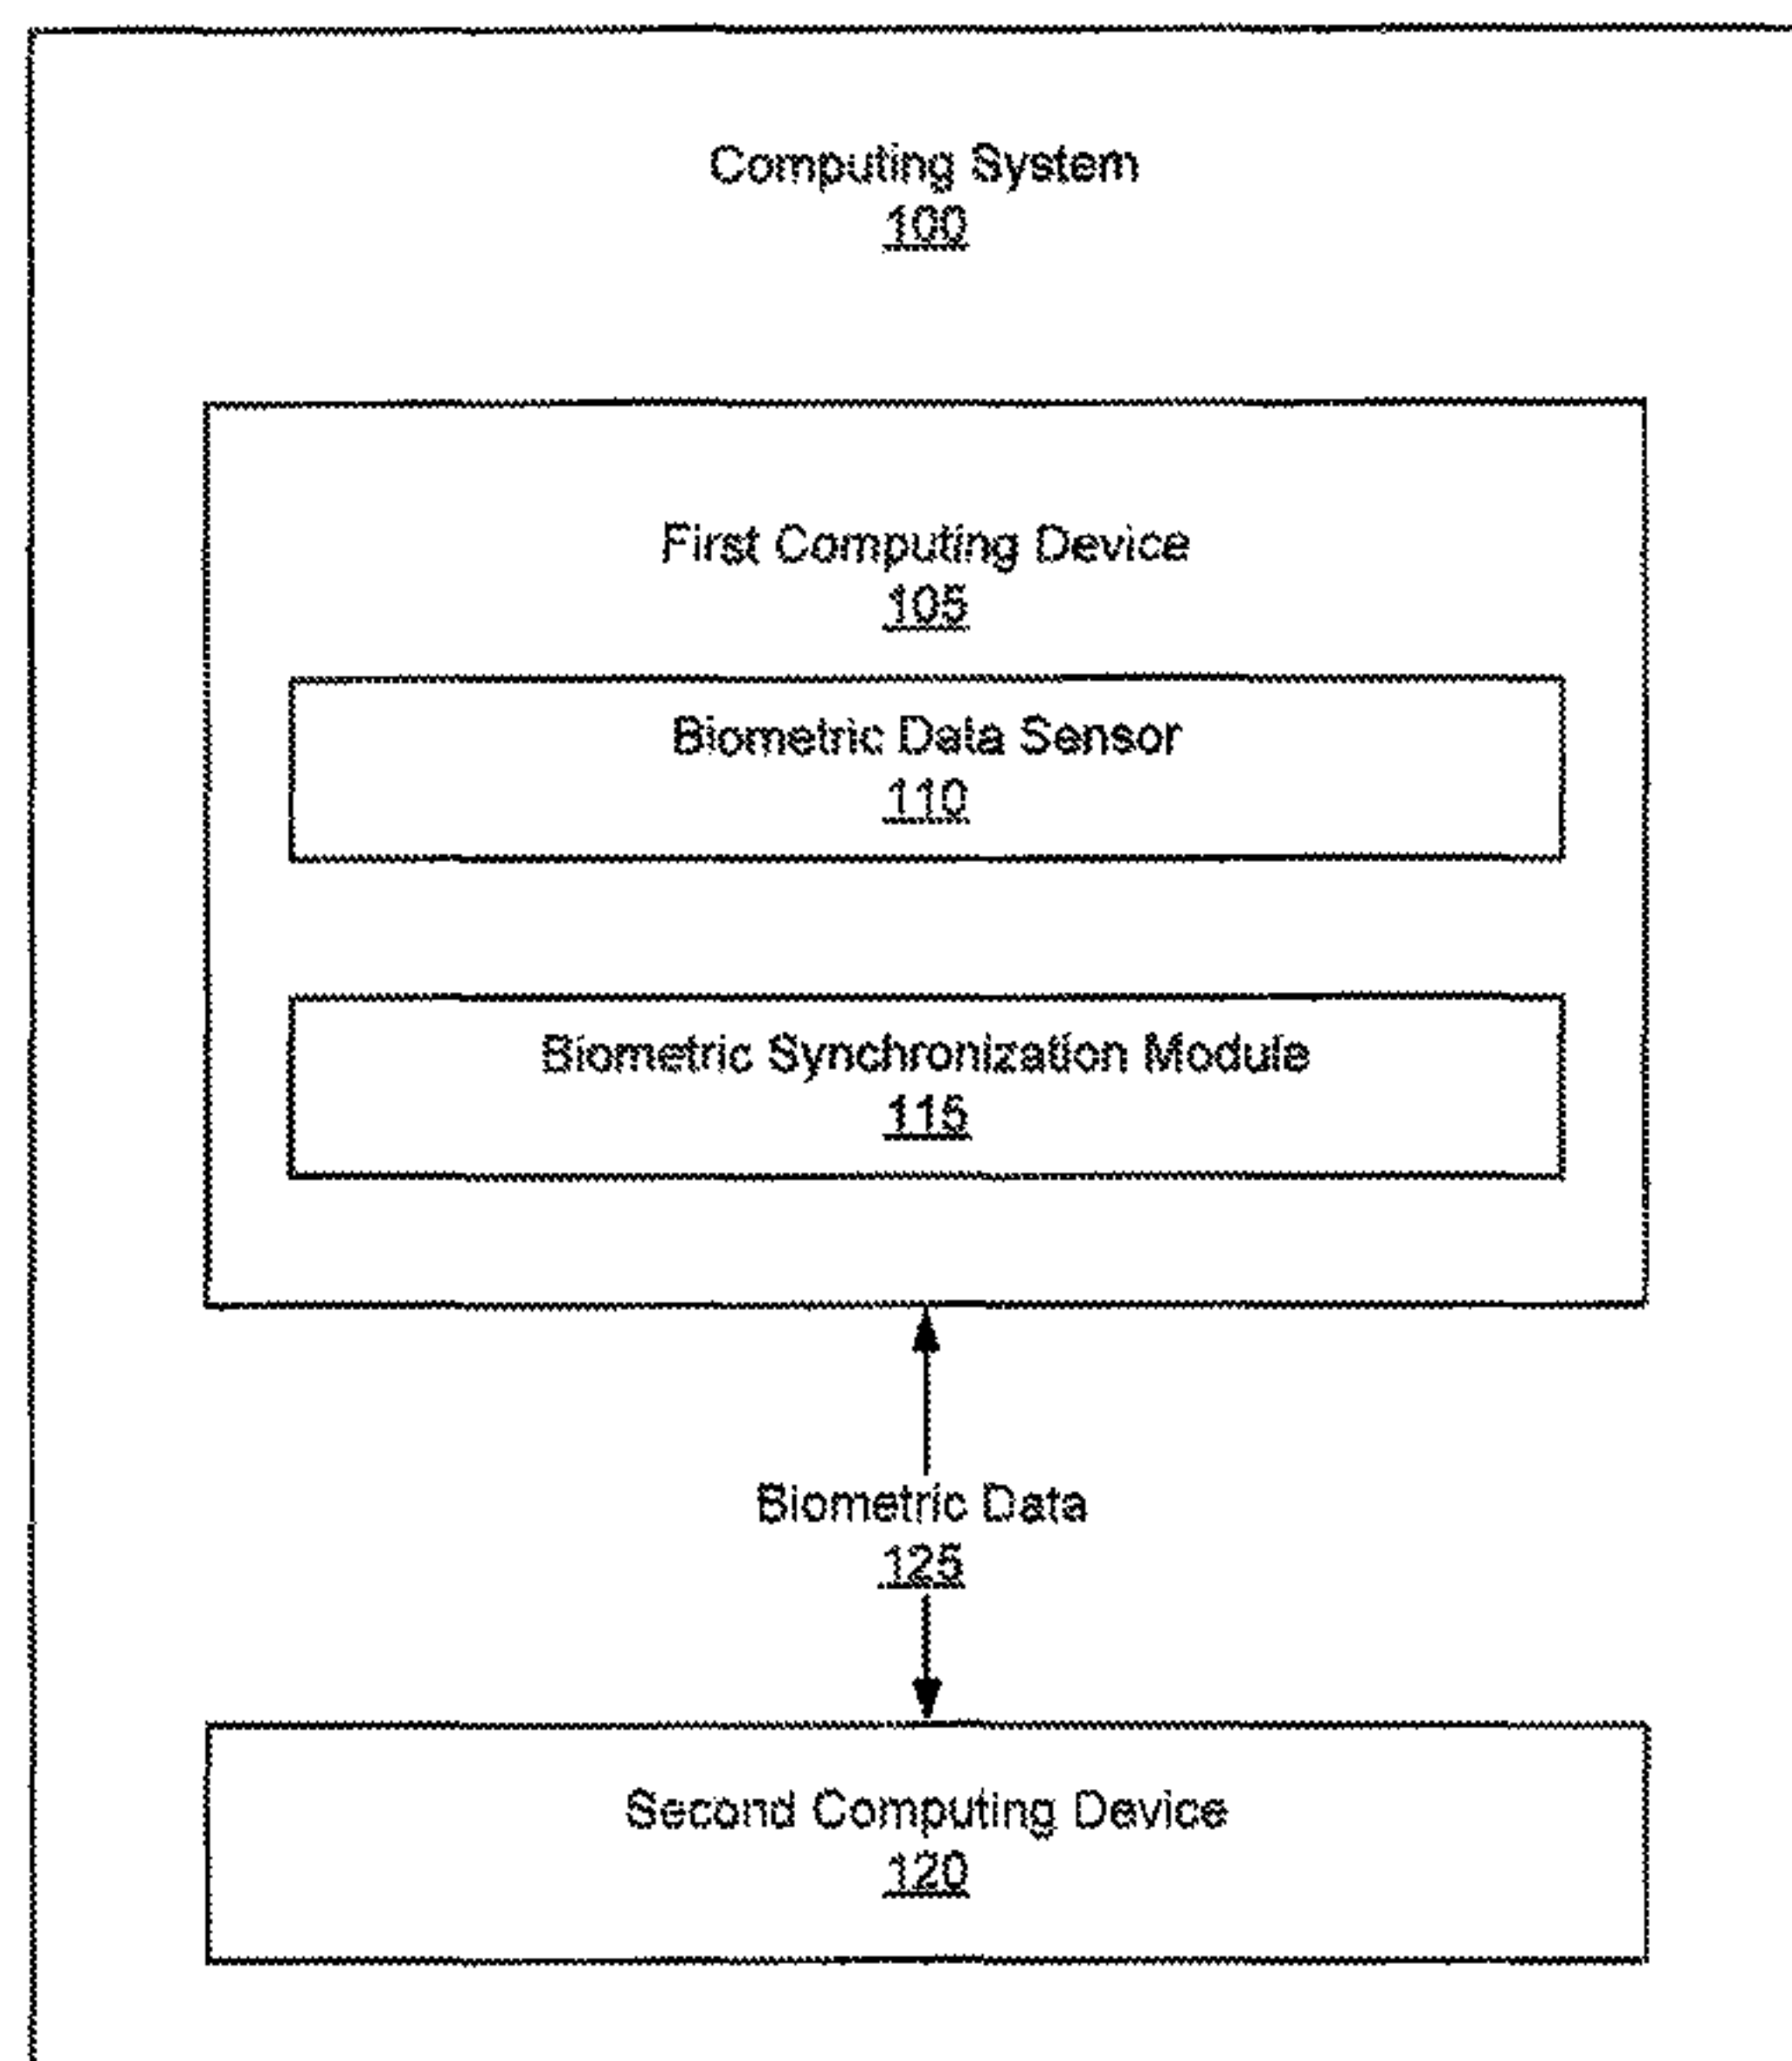 Computing System
100
First Computing Device
105
Biometric Data Sensor
110
Biometric Synchronization Module
115
Biometric Data
125
Second Computing Device
120